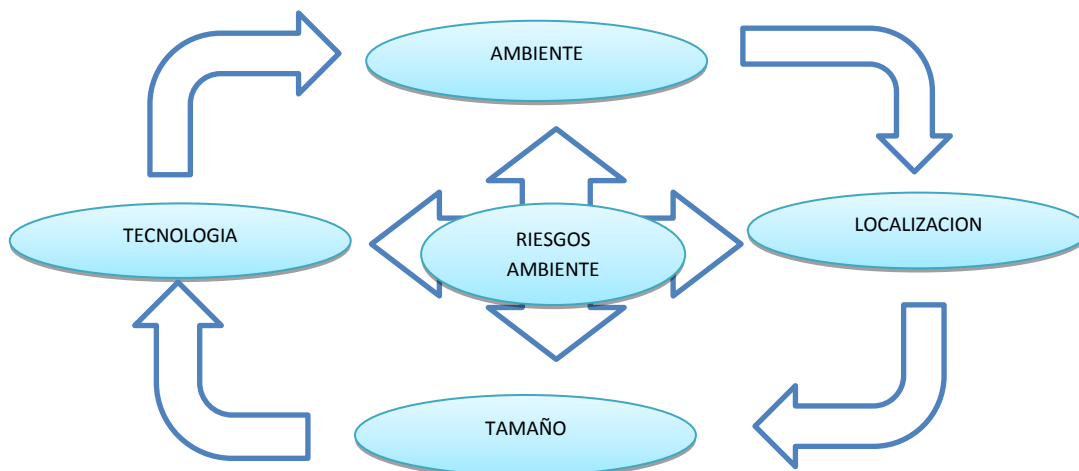 AMBIENTE
TECNOLOGIA
RIESGOS
AMBIENTE
LOCALIZACION
TAMAÑO